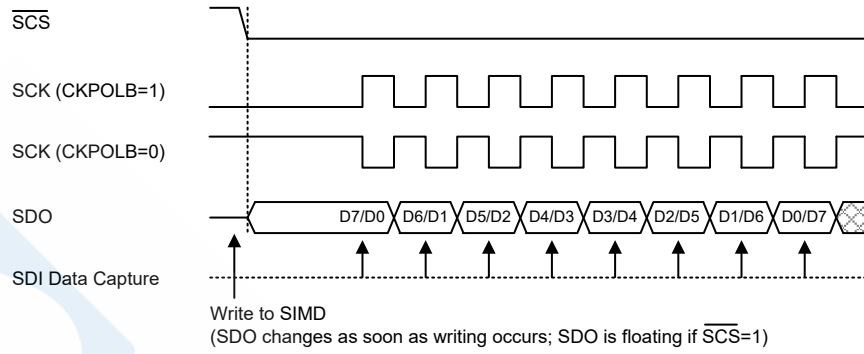 SCS
SCK (CKPOLB=1)
SCK (CKPOLB=0)
SDO D7/D0 D6/D1 D5/D2 D4/D3 D3/D4 D2/D5 D1/D6 D0/D7
SDI Data Capture
Write to SIMD
(SDO changes as soon as writing occurs; SDO is floating if SCS=1)